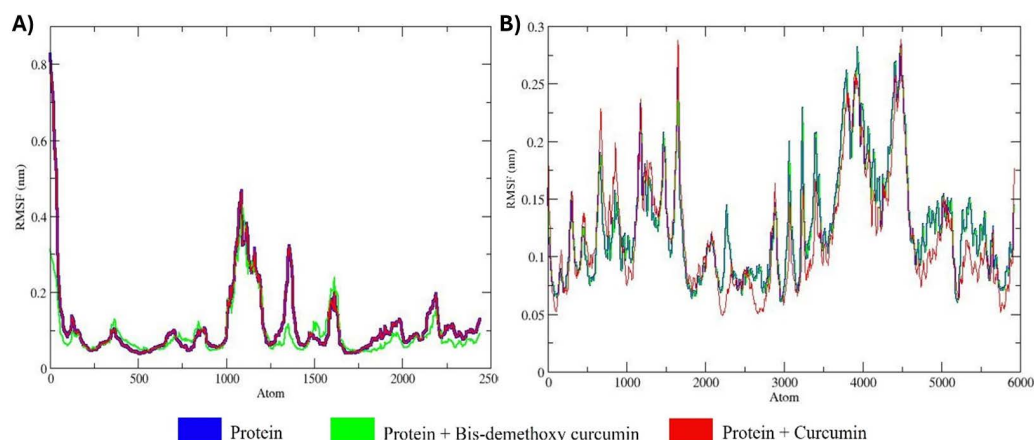 A)
B)
0.8
0.6
0.4
0.2
0
RMSF (nm)
0 500 1000 1500 2000 250
Atom
0.3
0.25
0.2
0.15
0.1
0.05
0
RMSF (nm)
0 1000 2000 3000 4000 5000 6000
Atom
Protein Protein + Bis-demethoxy curcumin Protein + Curcumin